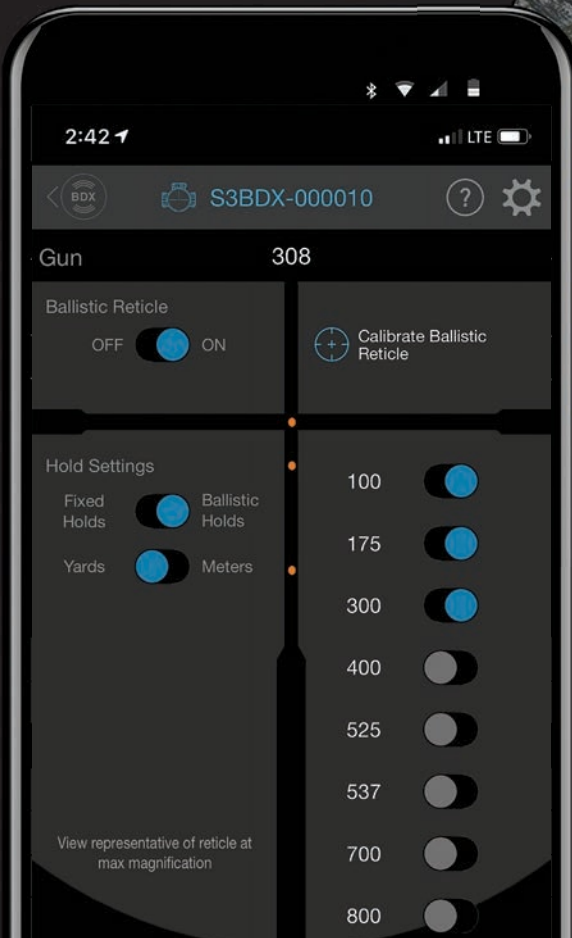 2:42
LTE
BDX
S3BDX-000010
?
Gun
308
Ballistic Reticle
OFF
ON
Calibrate Ballistic
Reticle
Hold Settings
Fixed
Holds
Ballistic
Holds
Yards
Meters
100
175
300
400
525
537
700
800
View representative of reticle at
max magnification